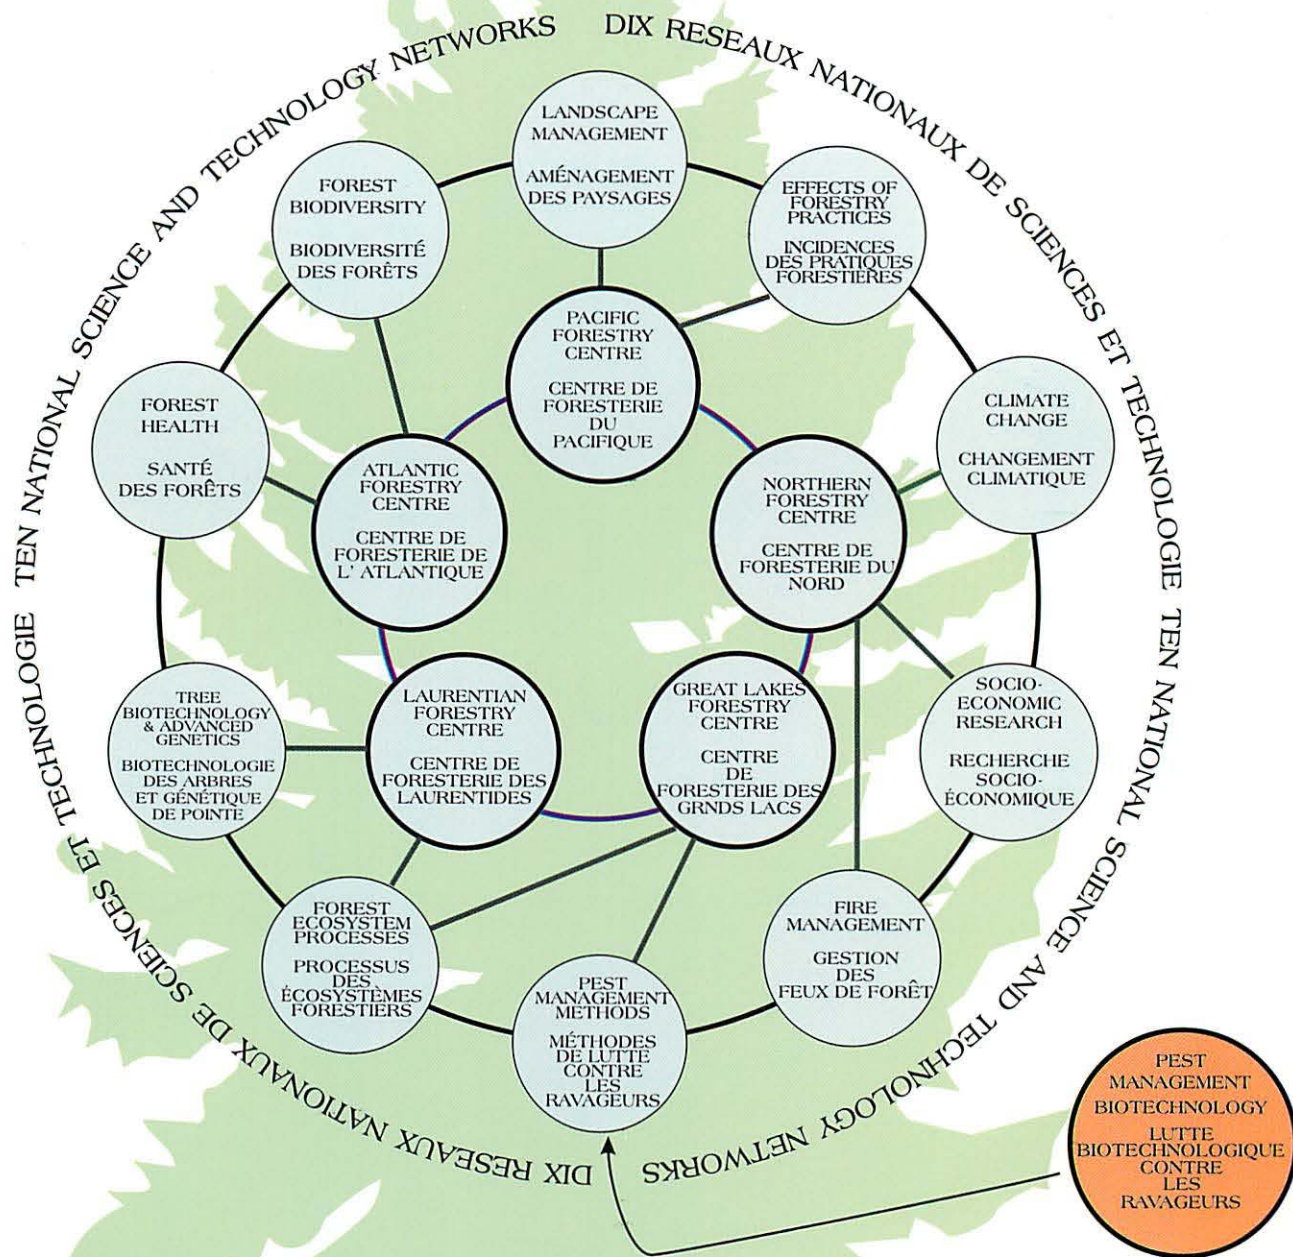 TEN NATIONAL SCIENCE AND TECHNOLOGY NETWORKS
DIX RESEAUX NATIONAUX DE SCIENCES ET TECHNOLOGIE
TEN NATIONAL SCIENCE AND TECHNOLOGY NETWORKS
DIX RESEAUX NATIONAUX DE SCIENCES ET TECHNOLOGIE
LANDSCAPE
MANAGEMENT
AMÉNAGEMENT
DES PAYSAGES
EFFECTS OF
FORESTRY
PRACTICES
INCIDENCES
DES PRATIQUES
FORESTIÈRES
FOREST
BIODIVERSITY
BIODIVERSITÉ
DES FORÊTS
PACIFIC
FORESTRY
CENTRE
CENTRE DE
FORESTERIE
DU
PACIFIQUE
CLIMATE
CHANGE
CHANGEMENT
CLIMATIQUE
FOREST
HEALTH
SANTÉ
DES FORÊTS
ATLANTIC
FORESTRY
CENTRE
CENTRE DE
FORESTERIE DE
L' ATLANTIQUE
NORTHERN
FORESTRY
CENTRE
CENTRE DE
FORESTERIE DU
NORD
TREE
BIOTECHNOLOGY
& ADVANCED
GENETICS
BIOTECHNOLOGIE
DES ARBRES
ET GÉNÉTIQUE
DE POINTE
LAURENTIAN
FORESTRY
CENTRE
CENTRE DE
FORESTERIE DES
LAURENTIDES
GREAT LAKES
FORESTRY
CENTRE
CENTRE
DE
FORESTERIE DES
GRNDS LACS
SOCIO-
ECONOMIC
RESEARCH
RECHERCHE
SOCIO-
ÉCONOMIQUE
FOREST
ECOSYSTEM
PROCESSES
PROCESSUS
DES
ÉCOSYSTÈMES
FORESTIERS
PEST
MANAGEMENT
METHODS
MÉTHODES
DE LUTTE
CONTRE
LES
RAVAGEURS
FIRE
MANAGEMENT
GESTION
DES
FEUX DE FORÊT
PEST
MANAGEMENT
BIOTECHNOLOGY
LUTTE
BIOTECHNOLOGIQUE
CONTRE
LES
RAVAGEURS